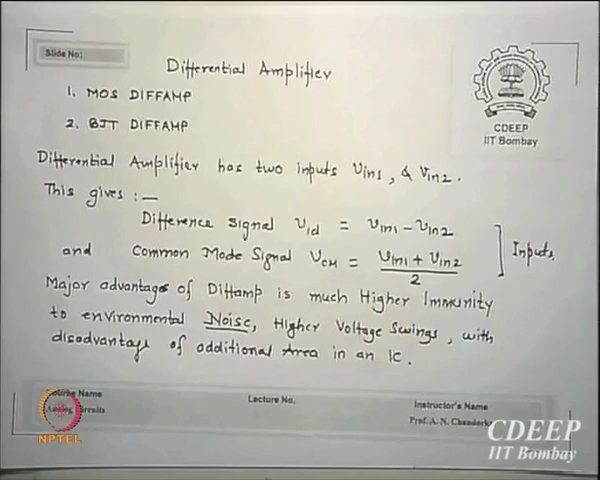 Slide No:
Differential Amplifier
1. MOS DIFFAMP
2. BJT DIFFAMP
CDEEP
IIT Bombay
Differential Amplifier has two inputs Vin1, & Vin2.
This gives :—
Difference Signal Vid = Vin1 − Vin2
and Common Mode Signal VCM = (Vin1 + Vin2) / 2
Inputs
Major advantages of Diffamp is much Higher Immunity
to environmental Noise, Higher Voltage Swings, with
disadvantage of additional Area in an IC.
Course Name
Lecture No.
Instructor's Name
Analog Circuits
Prof. A. N. Chandorkar
NPTEL
CDEEP
IIT Bombay